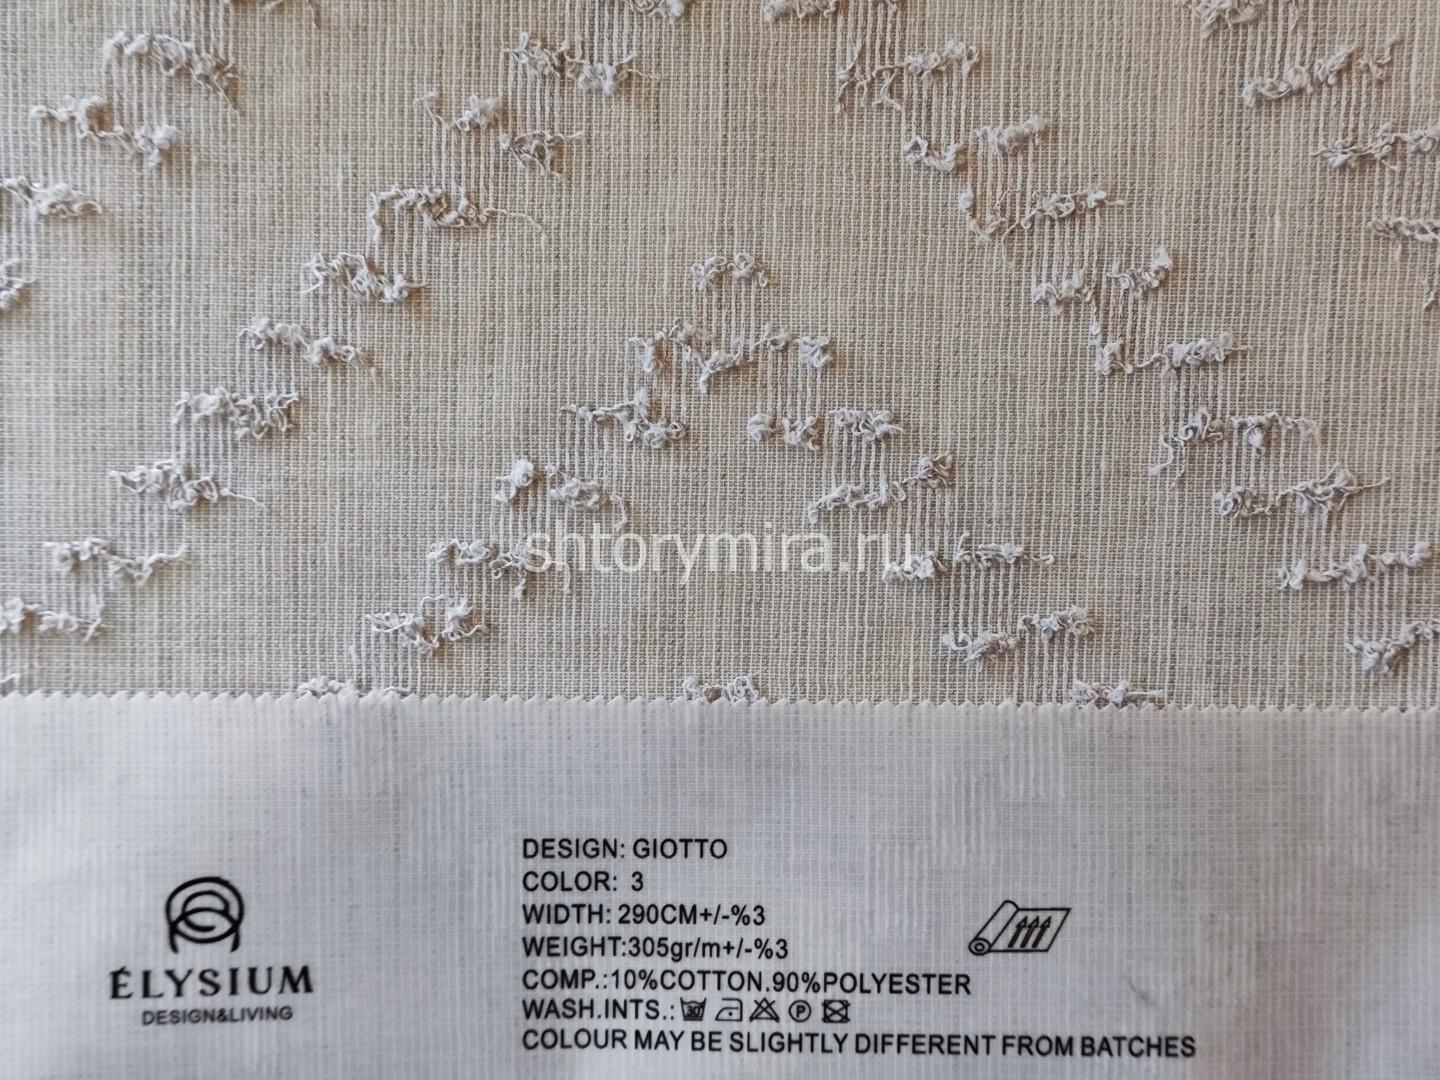 shtorymira.ru
DESIGN: GIOTTO
COLOR: 3
WIDTH: 290CM+/-%3
WEIGHT:305gr/m+/-%3
COMP.:10%COTTON.90%POLYESTER
WASH.INTS.: 30 P
COLOUR MAY BE SLIGHTLY DIFFERENT FROM BATCHES
ÉLYSIUM
DESIGN&LIVING